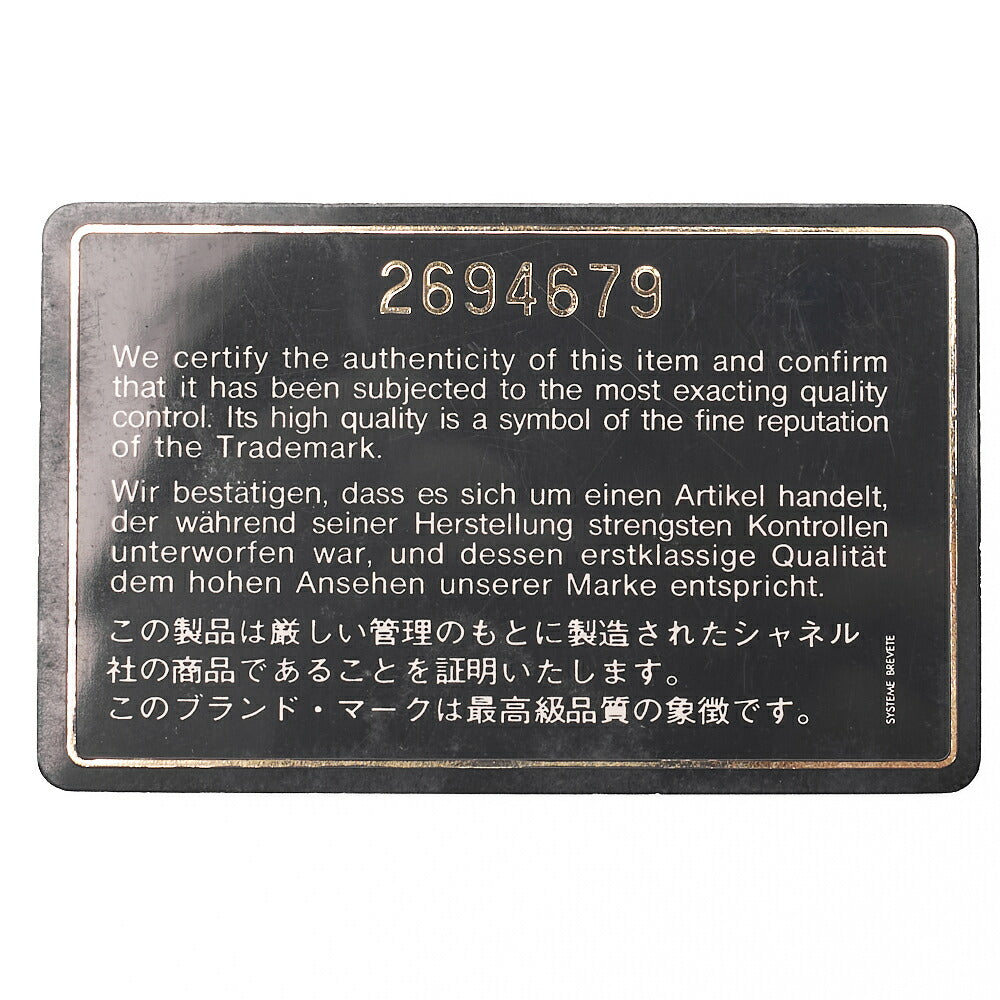 2694679
We certify the authenticity of this item and confirm
that it has been subjected to the most exacting quality
control. Its high quality is a symbol of the fine reputation
of the Trademark.
Wir bestätigen, dass es sich um einen Artikel handelt,
der während seiner Herstellung strengsten Kontrollen
unterworfen war, und dessen erstklassige Qualität
dem hohen Ansehen unserer Marke entspricht.
この製品は厳しい管理のもとに製造されたシャネル
社の商品であることを証明いたします。
このブランド・マークは最高級品質の象徴です。
SYSTEME BREVETE